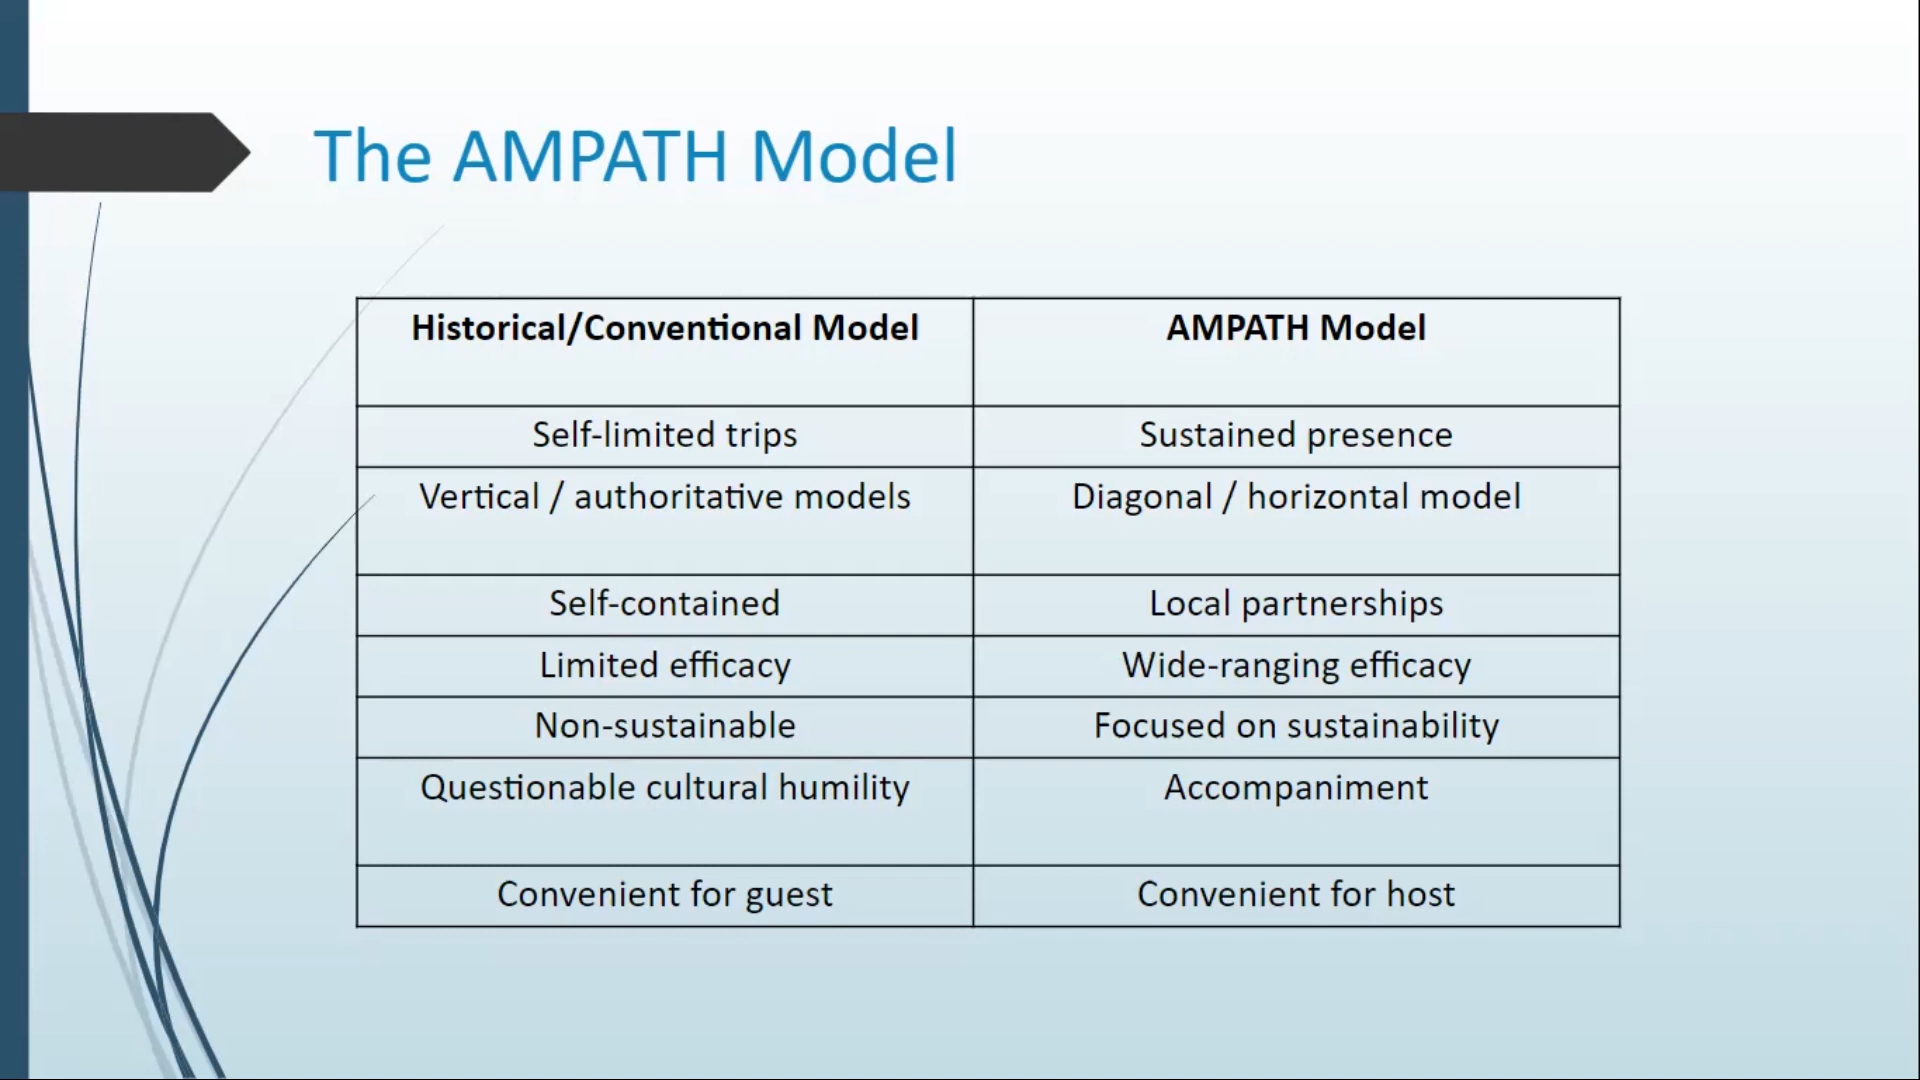 The AMPATH Model
Historical/Conventional Model
AMPATH Model
Self-limited trips
Sustained presence
Vertical / authoritative models
Diagonal / horizontal model
Self-contained
Local partnerships
Limited efficacy
Wide-ranging efficacy
Non-sustainable
Focused on sustainability
Questionable cultural humility
Accompaniment
Convenient for guest
Convenient for host